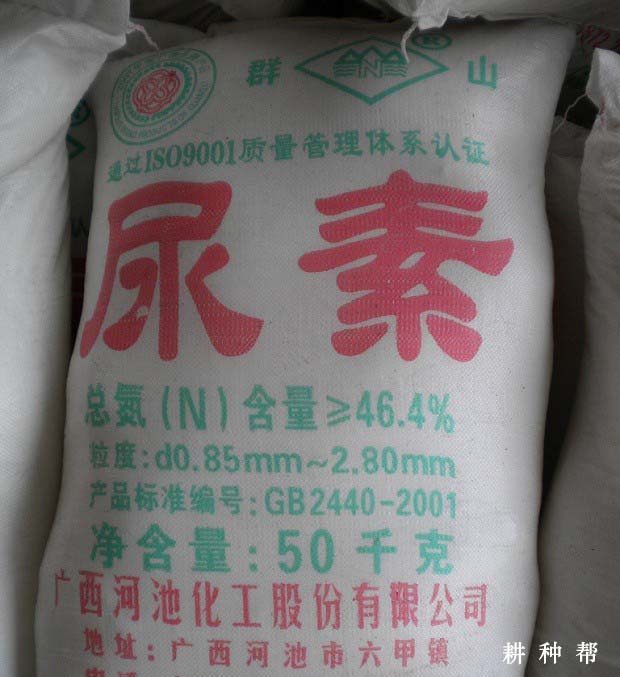 群 N ® 山
通过ISO9001质量管理体系认证
尿素
总氮(N)含量≥46.4%
粒度:d0.85mm~2.80mm
产品标准编号:GB2440-2001
净含量:50千克
广西河池化工股份有限公司
地址:广西河池市六甲镇
耕种帮